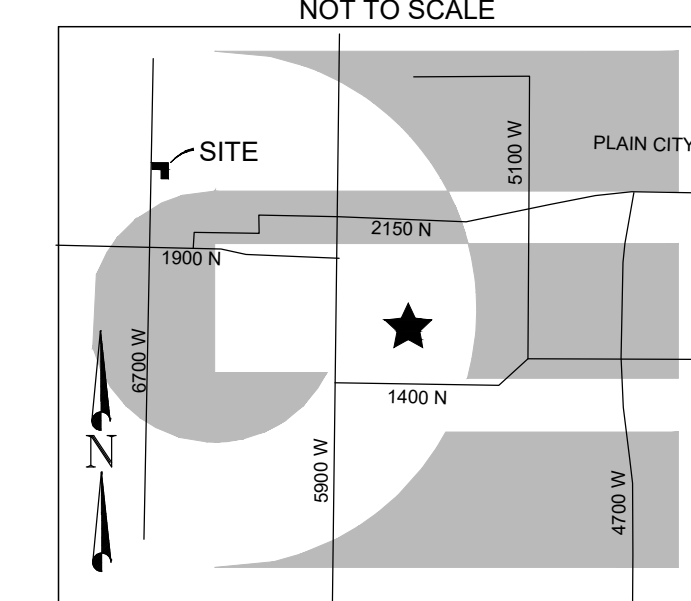 NOT TO SCALE
SITE
5100 W
PLAIN CITY
2150 N
1900 N
6700 W
1400 N
N
5900 W
4700 W